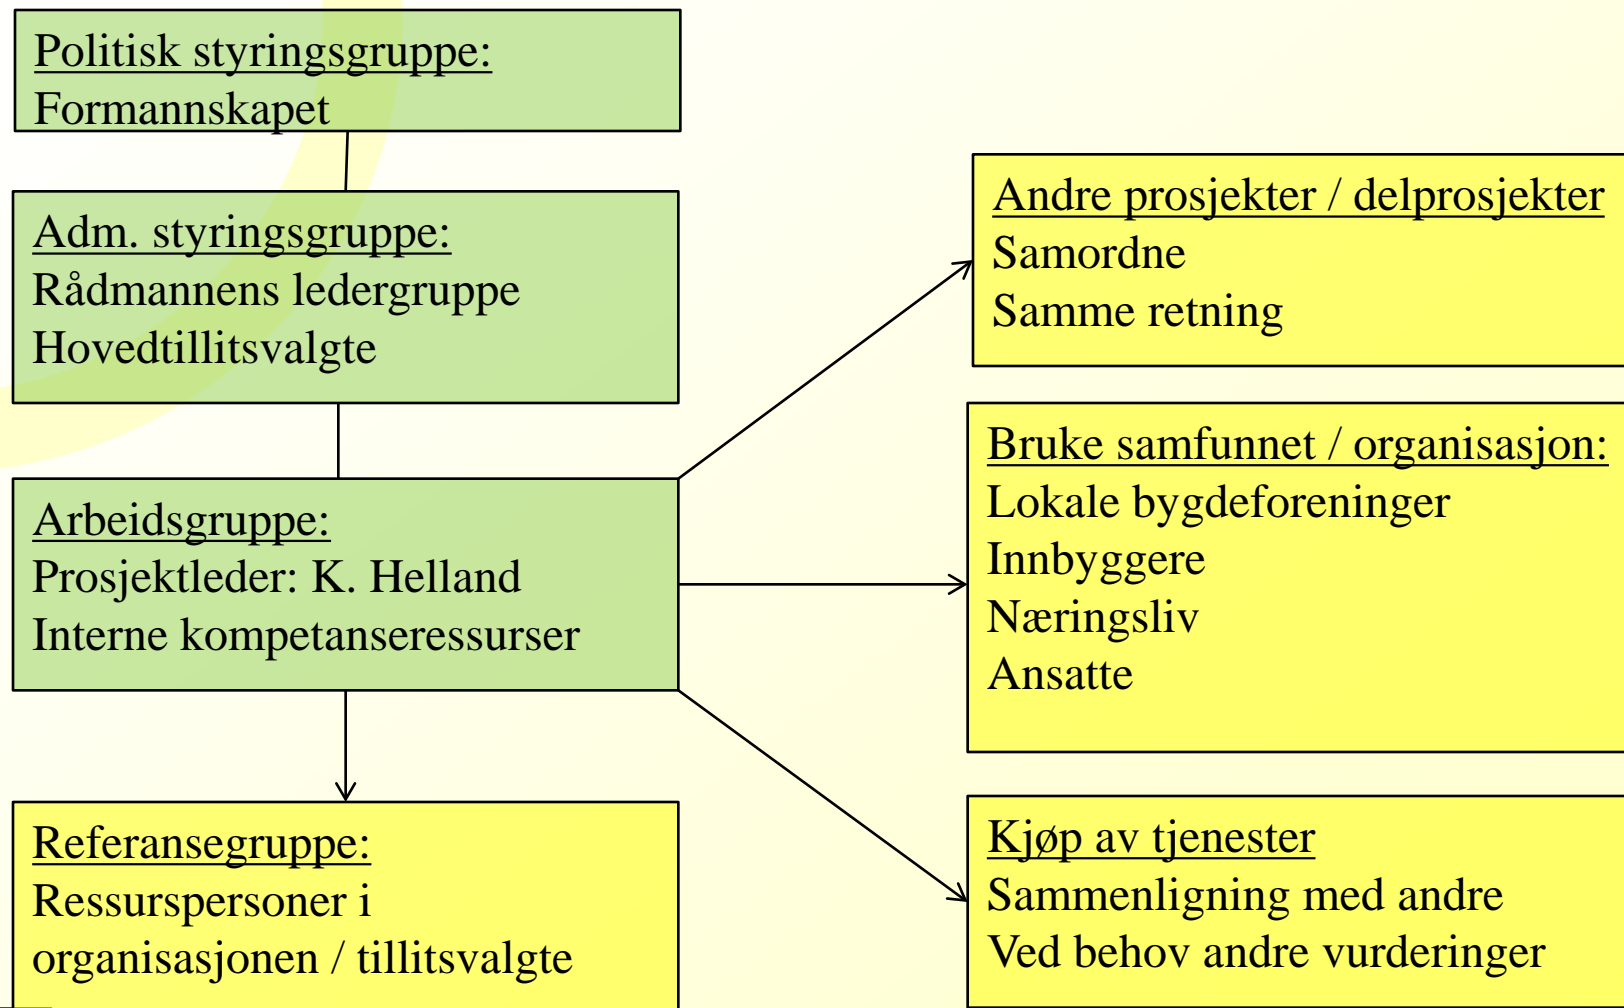 Politisk styringsgruppe:
Formannskapet
Adm. styringsgruppe:
Rådmannens ledergruppe
Hovedtillitsvalgte
Arbeidsgruppe:
Prosjektleder: K. Helland
Interne kompetanseressurser
Referansegruppe:
Ressurspersoner i
organisasjonen / tillitsvalgte
Andre prosjekter / delprosjekter
Samordne
Samme retning
Bruke samfunnet / organisasjon:
Lokale bygdeforeninger
Innbyggere
Næringsliv
Ansatte
Kjøp av tjenester
Sammenligning med andre
Ved behov andre vurderinger